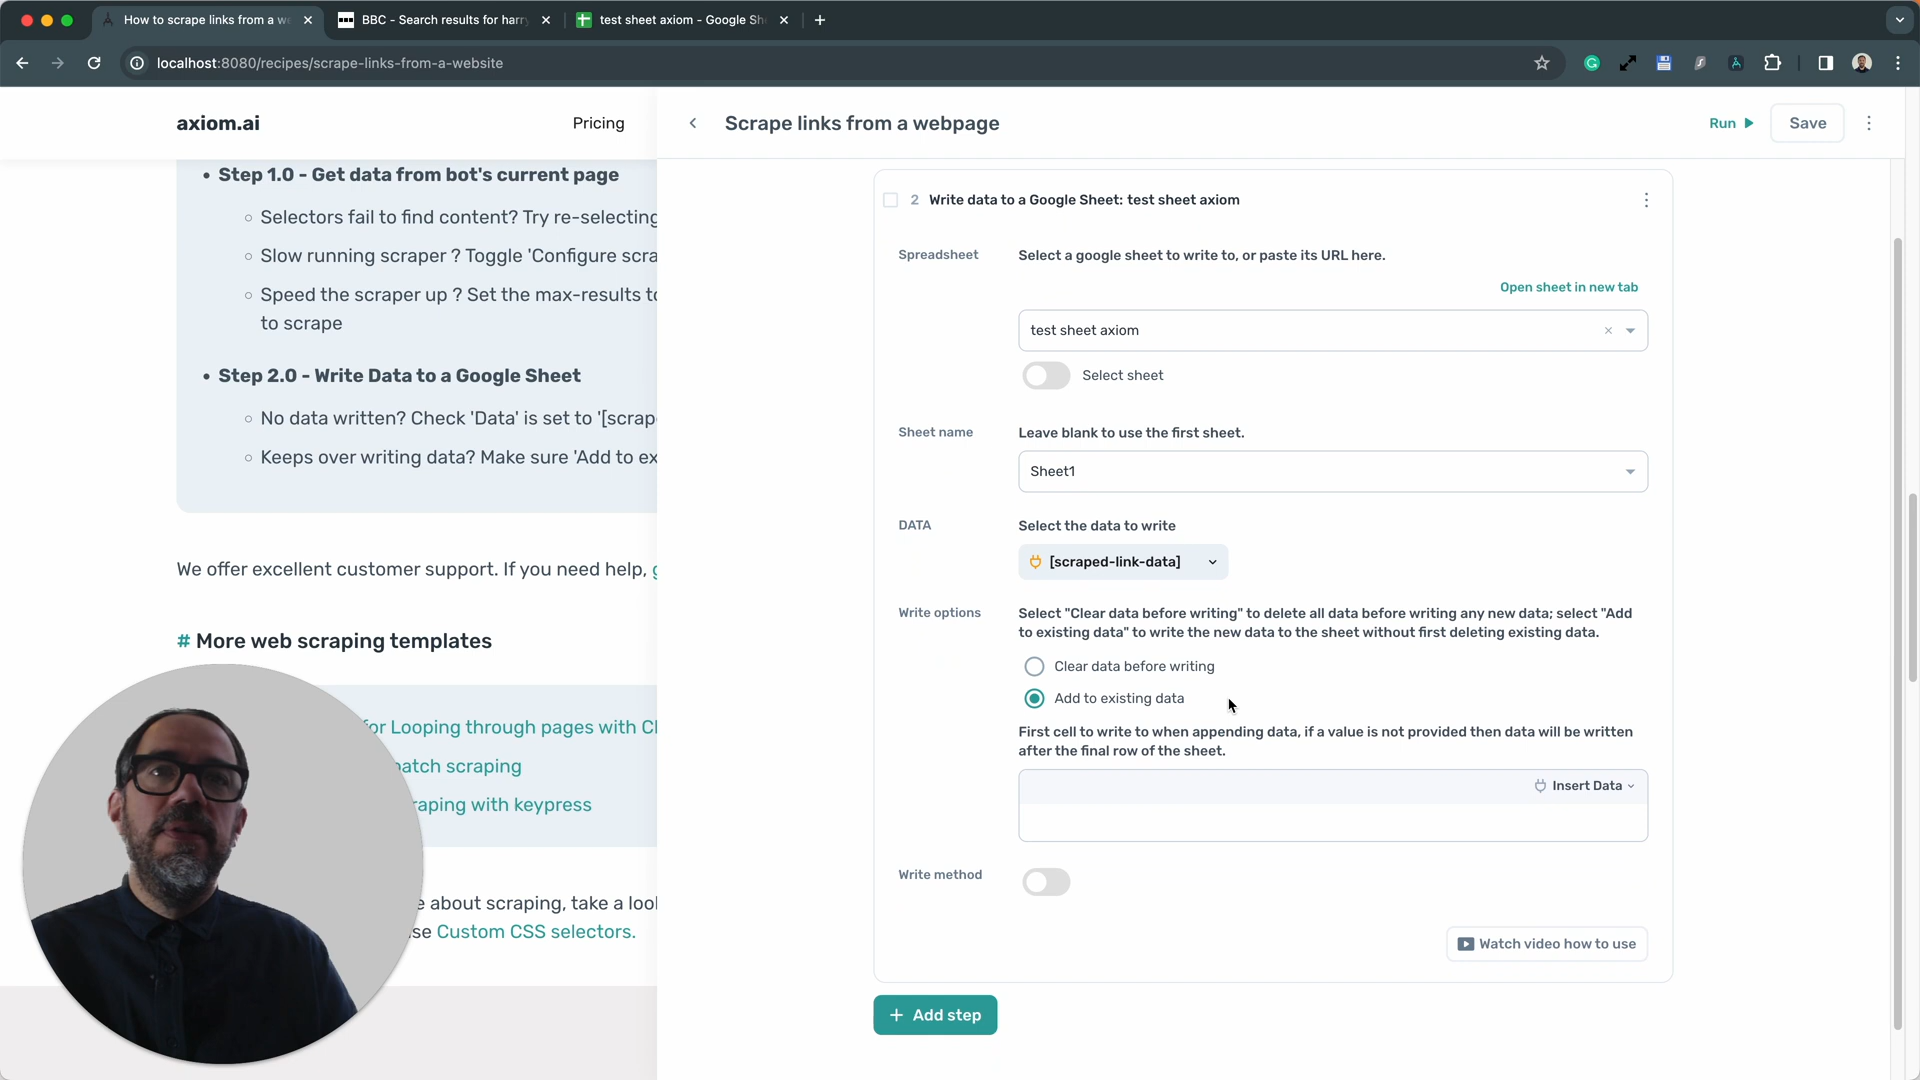 How to scrape links from a we
BBC - Search results for harry
test sheet axiom - Google Sh
localhost:8080/recipes/scrape-links-from-a-website
axiom.ai
Pricing
Step 1.0 - Get data from bot's current page
Selectors fail to find content? Try re-selecting
Slow running scraper ? Toggle 'Configure scra
Speed the scraper up ? Set the max-results to
to scrape
Step 2.0 - Write Data to a Google Sheet
No data written? Check 'Data' is set to '[scrap
Keeps over writing data? Make sure 'Add to ex
We offer excellent customer support. If you need help, g
# More web scraping templates
for Looping through pages with Cl
batch scraping
raping with keypress
e about scraping, take a look
se Custom CSS selectors.
Scrape links from a webpage
Run
Save
2 Write data to a Google Sheet: test sheet axiom
Spreadsheet
Select a google sheet to write to, or paste its URL here.
Open sheet in new tab
test sheet axiom
Select sheet
Sheet name
Leave blank to use the first sheet.
Sheet1
DATA
Select the data to write
[scraped-link-data]
Write options
Select "Clear data before writing" to delete all data before writing any new data; select "Add
to existing data" to write the new data to the sheet without first deleting existing data.
Clear data before writing
Add to existing data
First cell to write to when appending data, if a value is not provided then data will be written
after the final row of the sheet.
Insert Data
Write method
Watch video how to use
+ Add step